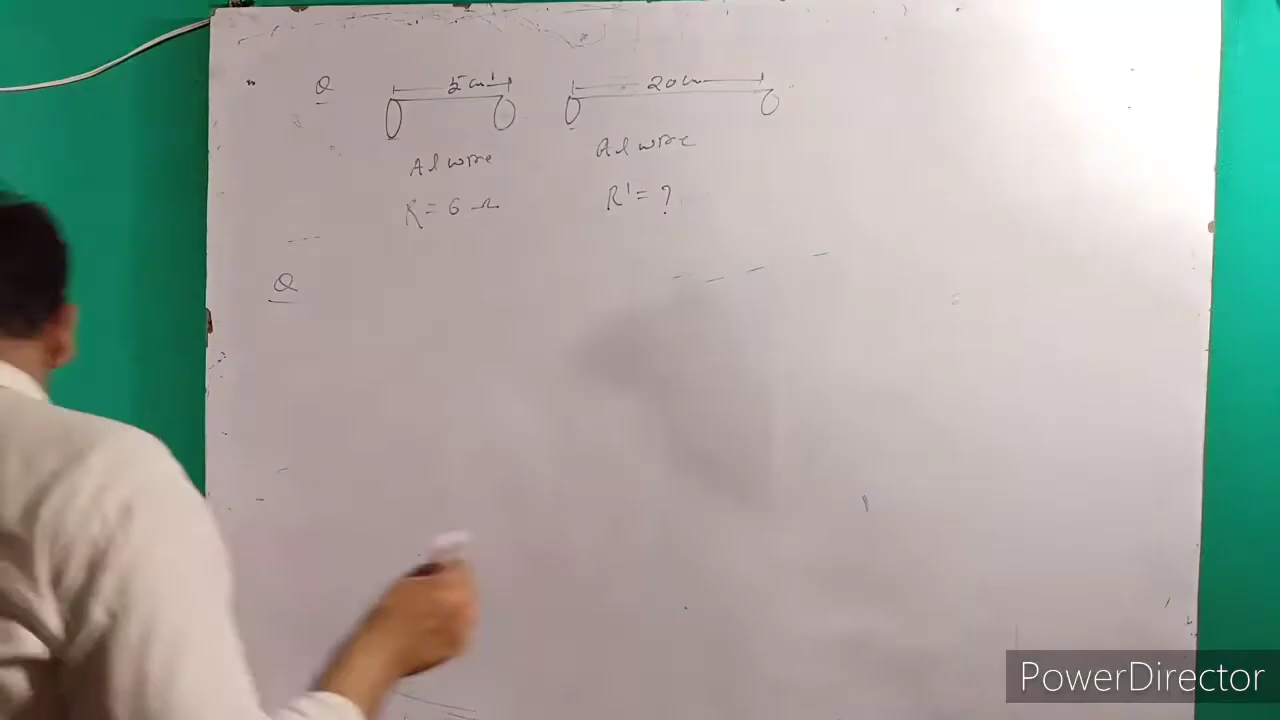 Q 5 cm 20 cm
Al wire Al wire
R = 6 Ω R' = ?
Q
PowerDirector